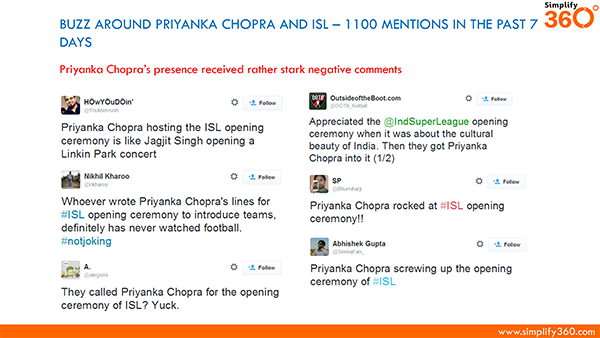 BUZZ AROUND PRIYANKA CHOPRA AND ISL – 1100 MENTIONS IN THE PAST 7
DAYS
Simplify
360°
Priyanka Chopra's presence received rather stark negative comments
HOwYOuDOin'
Follow
Priyanka Chopra hosting the ISL opening
ceremony is like Jagjit Singh opening a
Linkin Park concert
Nikhil Kharoo
@nkharoo
Follow
Whoever wrote Priyanka Chopra's lines for
#ISL opening ceremony to introduce teams,
definitely has never watched football.
#notjoking
A.
Follow
They called Priyanka Chopra for the opening
ceremony of ISL? Yuck.
OutsideoftheBoot.com
@OOTB_football
Follow
Appreciated the @IndSuperLeague opening
ceremony when it was about the cultural
beauty of India. Then they got Priyanka
Chopra into it (1/2)
SP
@Bhumihariji
Follow
Priyanka Chopra rocked at #ISL opening
ceremony!!
Abhishek Gupta
Follow
Priyanka Chopra screwing up the opening
ceremony of #ISL
www.simplify360.com